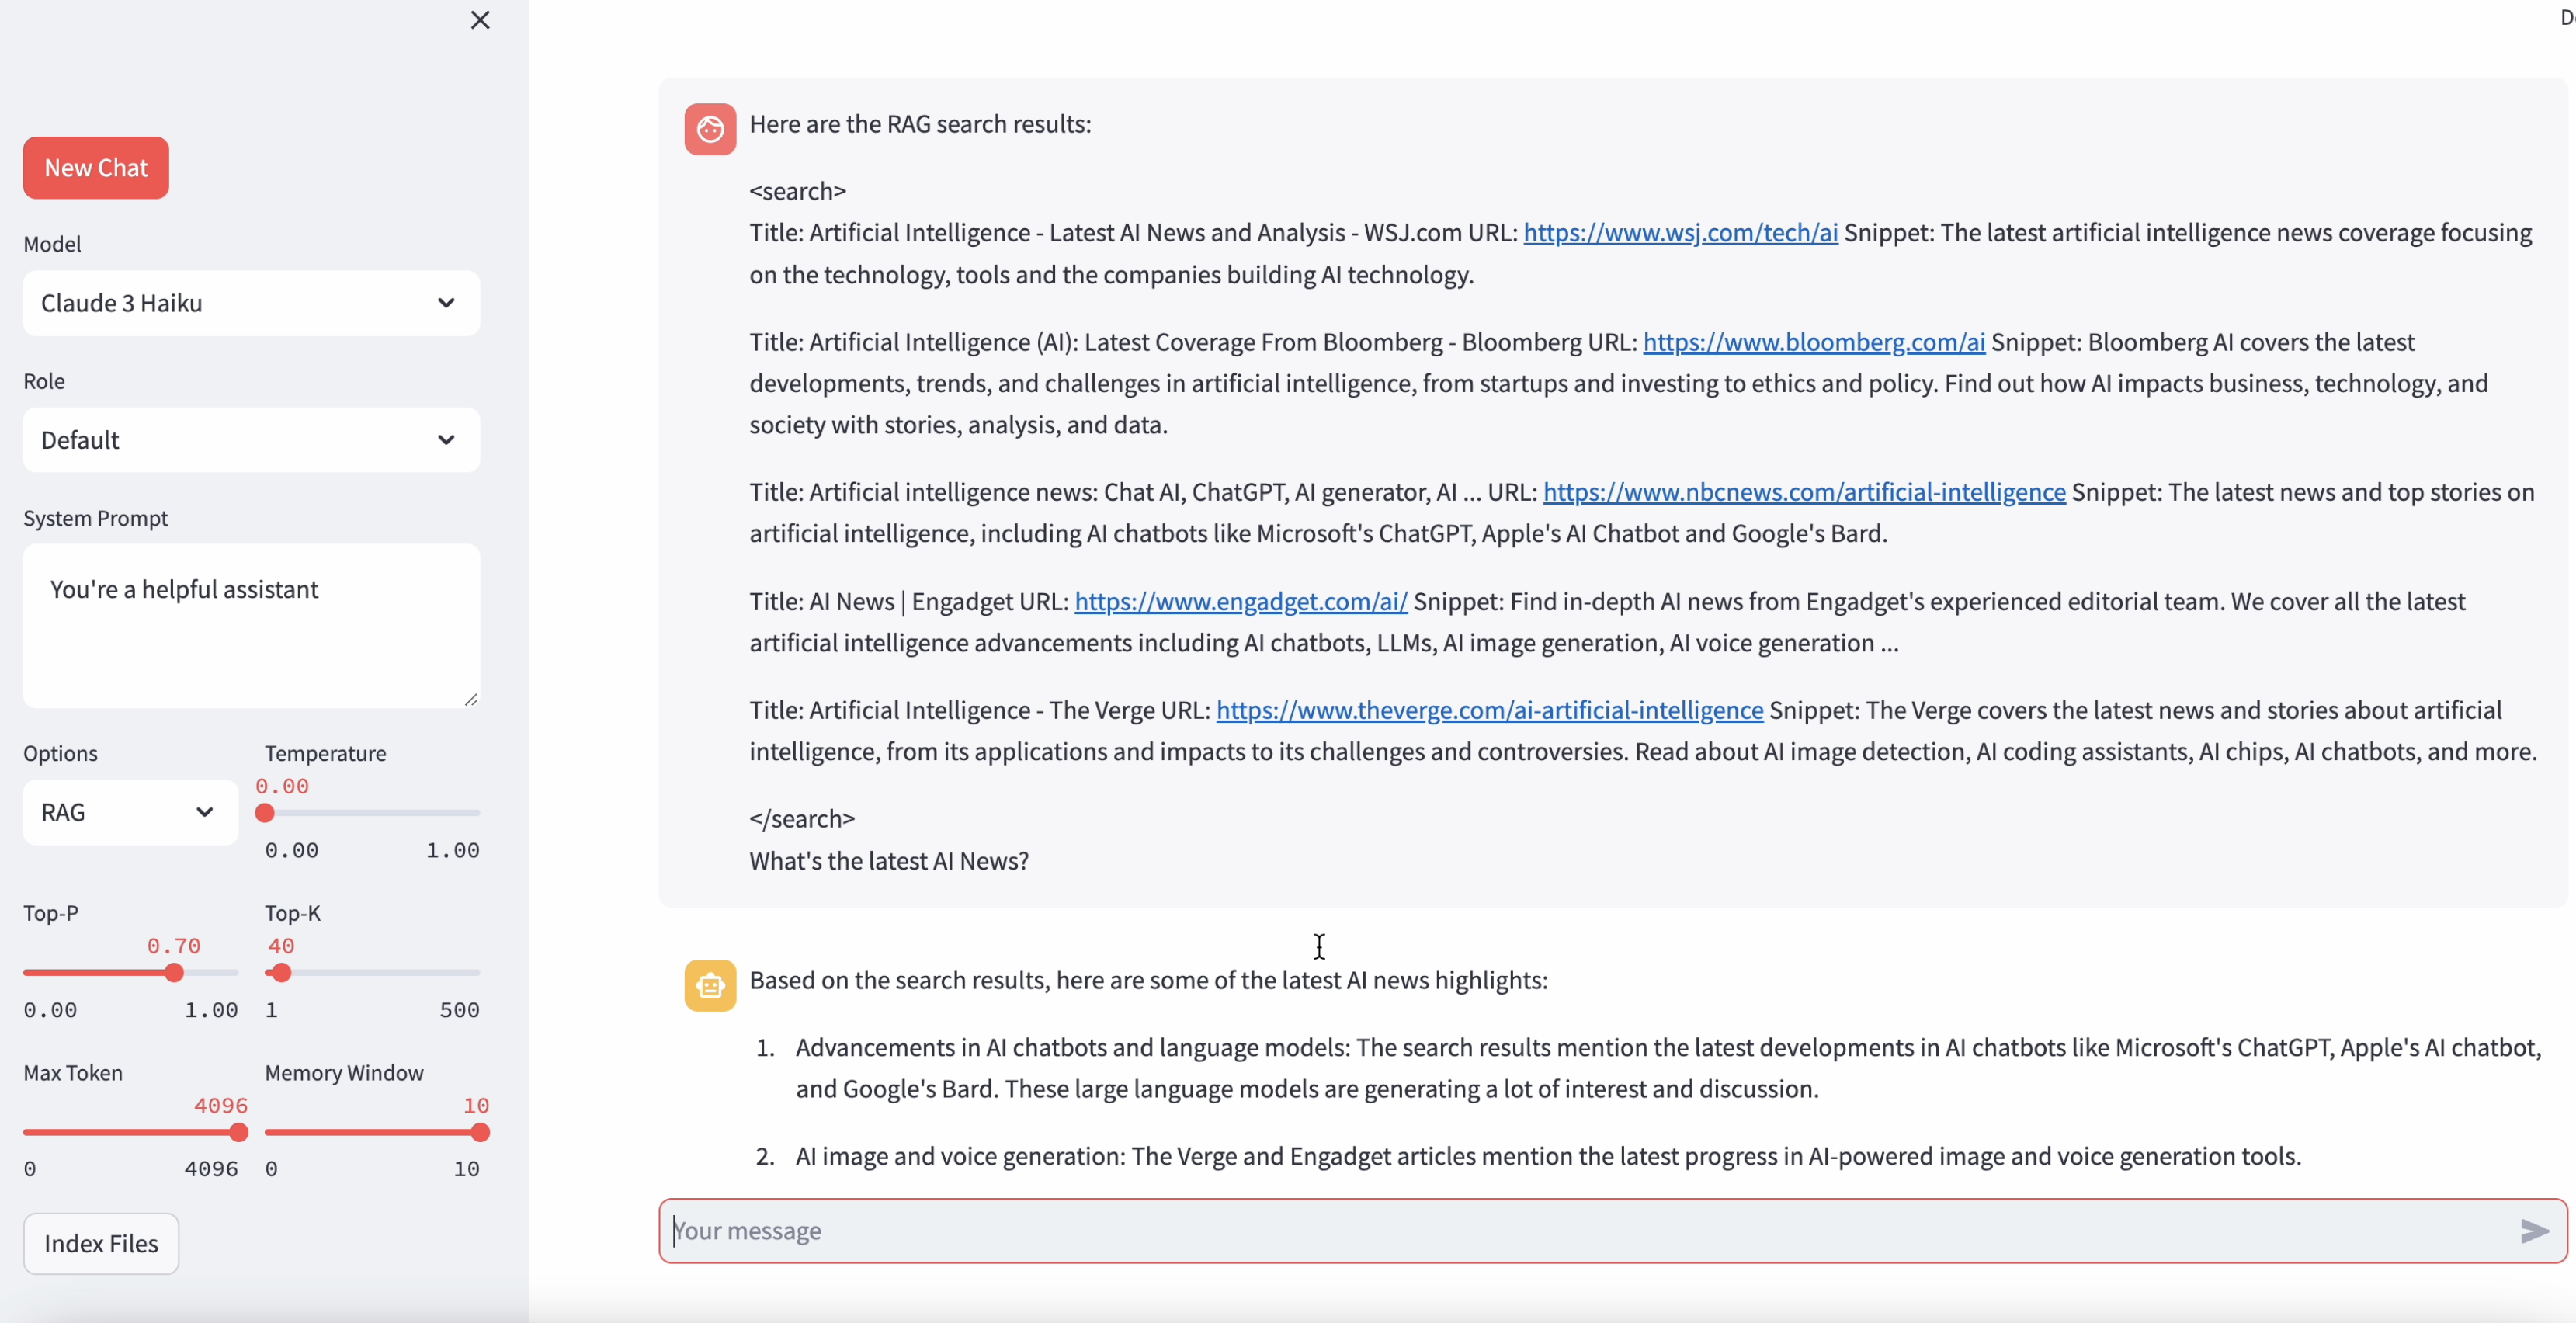 New Chat
Model
Claude 3 Haiku
Role
Default
System Prompt
You're a helpful assistant
Options
RAG
Temperature
0.00
0.00 1.00
Top-P
0.70
0.00 1.00
Top-K
40
1 500
Max Token
4096
0 4096
Memory Window
10
0 10
Index Files
Here are the RAG search results:
<search>
Title: Artificial Intelligence - Latest AI News and Analysis - WSJ.com URL: https://www.wsj.com/tech/ai Snippet: The latest artificial intelligence news coverage focusing
on the technology, tools and the companies building AI technology.
Title: Artificial Intelligence (AI): Latest Coverage From Bloomberg - Bloomberg URL: https://www.bloomberg.com/ai Snippet: Bloomberg AI covers the latest
developments, trends, and challenges in artificial intelligence, from startups and investing to ethics and policy. Find out how AI impacts business, technology, and
society with stories, analysis, and data.
Title: Artificial intelligence news: Chat AI, ChatGPT, AI generator, AI ... URL: https://www.nbcnews.com/artificial-intelligence Snippet: The latest news and top stories on
artificial intelligence, including AI chatbots like Microsoft's ChatGPT, Apple's AI Chatbot and Google's Bard.
Title: AI News | Engadget URL: https://www.engadget.com/ai/ Snippet: Find in-depth AI news from Engadget's experienced editorial team. We cover all the latest
artificial intelligence advancements including AI chatbots, LLMs, AI image generation, AI voice generation ...
Title: Artificial Intelligence - The Verge URL: https://www.theverge.com/ai-artificial-intelligence Snippet: The Verge covers the latest news and stories about artificial
intelligence, from its applications and impacts to its challenges and controversies. Read about AI image detection, AI coding assistants, AI chips, AI chatbots, and more.
</search>
What's the latest AI News?
Based on the search results, here are some of the latest AI news highlights:
1. Advancements in AI chatbots and language models: The search results mention the latest developments in AI chatbots like Microsoft's ChatGPT, Apple's AI chatbot,
and Google's Bard. These large language models are generating a lot of interest and discussion.
2. AI image and voice generation: The Verge and Engadget articles mention the latest progress in AI-powered image and voice generation tools.
Your message